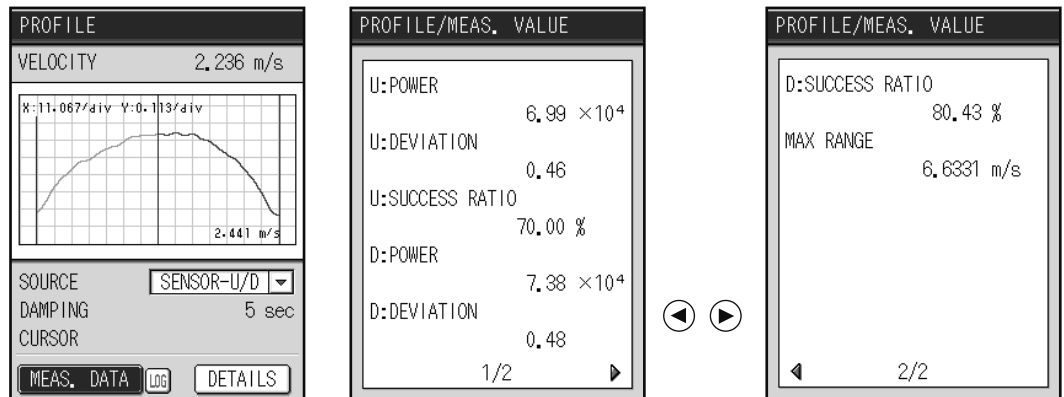 PROFILE
VELOCITY 2.236 m/s
X:11.067/div Y:0.113/div
2.441 m/s
SOURCE SENSOR-U/D
DAMPING 5 sec
CURSOR
MEAS. DATA LOG DETAILS
PROFILE/MEAS. VALUE
U:POWER
6.99 ×10⁴
U:DEVIATION
0.46
U:SUCCESS RATIO
70.00 %
D:POWER
7.38 ×10⁴
D:DEVIATION
0.48
1/2
PROFILE/MEAS. VALUE
D:SUCCESS RATIO
80.43 %
MAX RANGE
6.6331 m/s
2/2